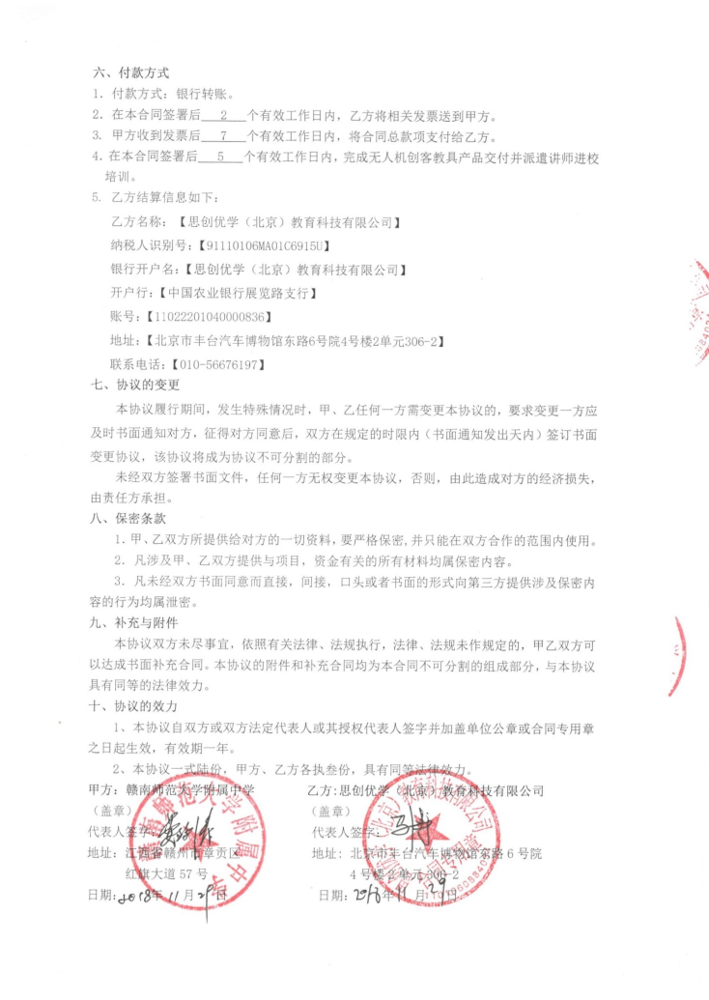 六、付款方式
1. 付款方式：银行转账。
2. 在本合同签署后 2 个有效工作日内，乙方将相关发票送到甲方。
3. 甲方收到发票后 7 个有效工作日内，将合同总款项支付给乙方。
4. 在本合同签署后 5 个有效工作日内，完成无人机创客教具产品交付并派遣讲师进校
培训。
5. 乙方结算信息如下：
乙方名称：【思创优学（北京）教育科技有限公司】
纳税人识别号：【91110106MA01C6915U】
银行开户名：【思创优学（北京）教育科技有限公司】
开户行：【中国农业银行展览路支行】
账号：【11022201040000836】
地址：【北京市丰台汽车博物馆东路6号院4号楼2单元306-2】
联系电话：【010-56676197】
七、协议的变更
本协议履行期间，发生特殊情况时，甲、乙任何一方需变更本协议的，要求变更一方应
及时书面通知对方，征得对方同意后，双方在规定的时限内（书面通知发出天内）签订书面
变更协议，该协议将成为协议不可分割的部分。
未经双方签署书面文件，任何一方无权变更本协议，否则，由此造成对方的经济损失，
由责任方承担。
八、保密条款
1. 甲、乙双方所提供给对方的一切资料，要严格保密，并只能在双方合作的范围内使用。
2. 凡涉及甲、乙双方提供与项目，资金有关的所有材料均属保密内容。
3. 凡未经双方书面同意而直接，间接，口头或者书面的形式向第三方提供涉及保密内
容的行为均属泄密。
九、补充与附件
本协议双方未尽事宜，依照有关法律、法规执行，法律、法规未作规定的，甲乙双方可
以达成书面补充合同。本协议的附件和补充合同均为本合同不可分割的组成部分，与本协议
具有同等的法律效力。
十、协议的效力
1、本协议自双方或双方法定代表人或其授权代表人签字并加盖单位公章或合同专用章
之日起生效，有效期一年。
2、本协议一式陆份，甲方、乙方各执叁份，具有同等法律效力。
甲方：赣南师范大学附属中学 乙方：思创优学（北京）教育科技有限公司
（盖章） （盖章）
代表人签字： 代表人签字：
地址：江西省赣州市章贡区 地址：北京市丰台汽车博物馆东路6号院
红旗大道57号 4号楼2单元306-2
日期：2018年11月29日 日期：2018年11月29日
赣南师范大学附属中学
合同专用章